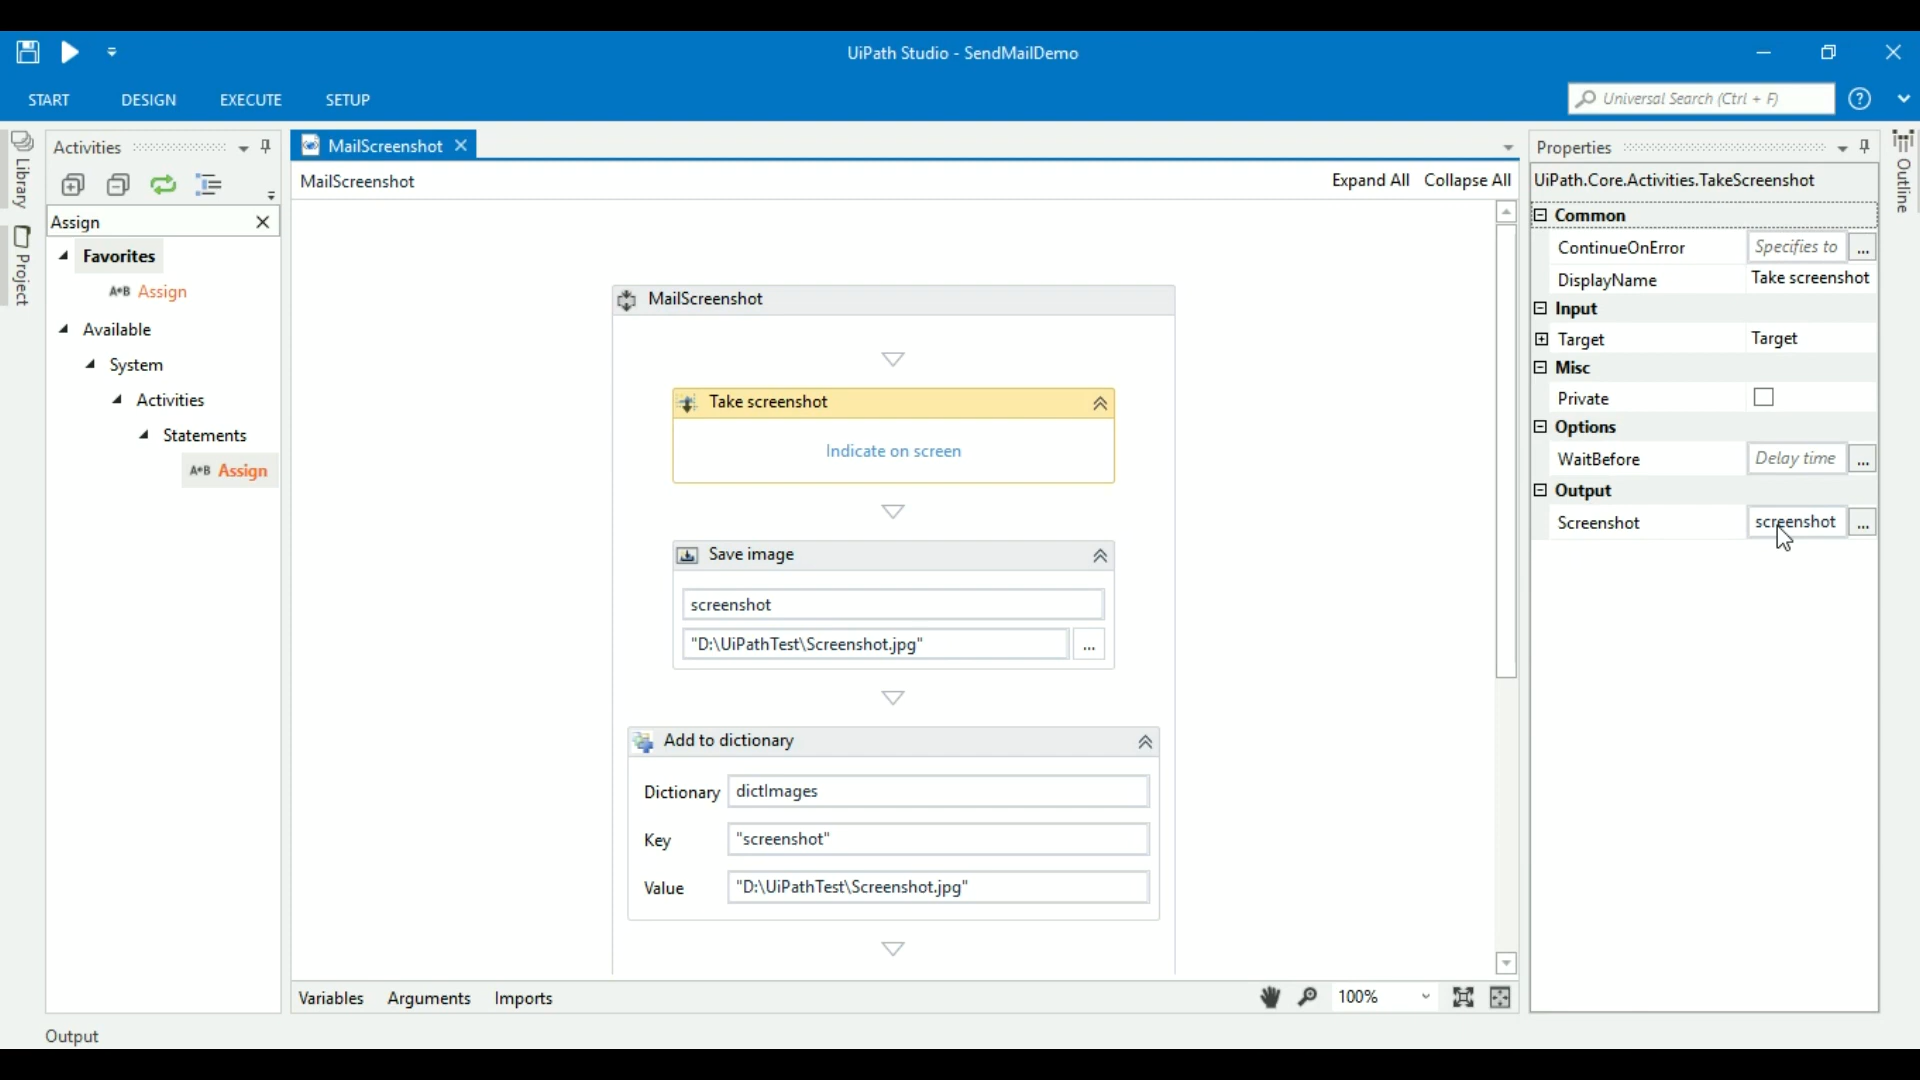 UiPath Studio - SendMailDemo
START DESIGN EXECUTE SETUP
Universal Search (Ctrl + F)
Library
Project
Activities
Assign
Favorites
A*B Assign
Available
System
Activities
Statements
A*B Assign
MailScreenshot
MailScreenshot
Expand All Collapse All
MailScreenshot
Take screenshot
Indicate on screen
Save image
screenshot
"D:\UiPathTest\Screenshot.jpg"
...
Add to dictionary
Dictionary dictImages
Key "screenshot"
Value "D:\UiPathTest\Screenshot.jpg"
Variables Arguments Imports
100%
Properties
UiPath.Core.Activities.TakeScreenshot
Common
ContinueOnError Specifies to ...
DisplayName Take screenshot
Input
Target Target
Misc
Private
Options
WaitBefore Delay time ...
Output
Screenshot screenshot ...
Outline
Output